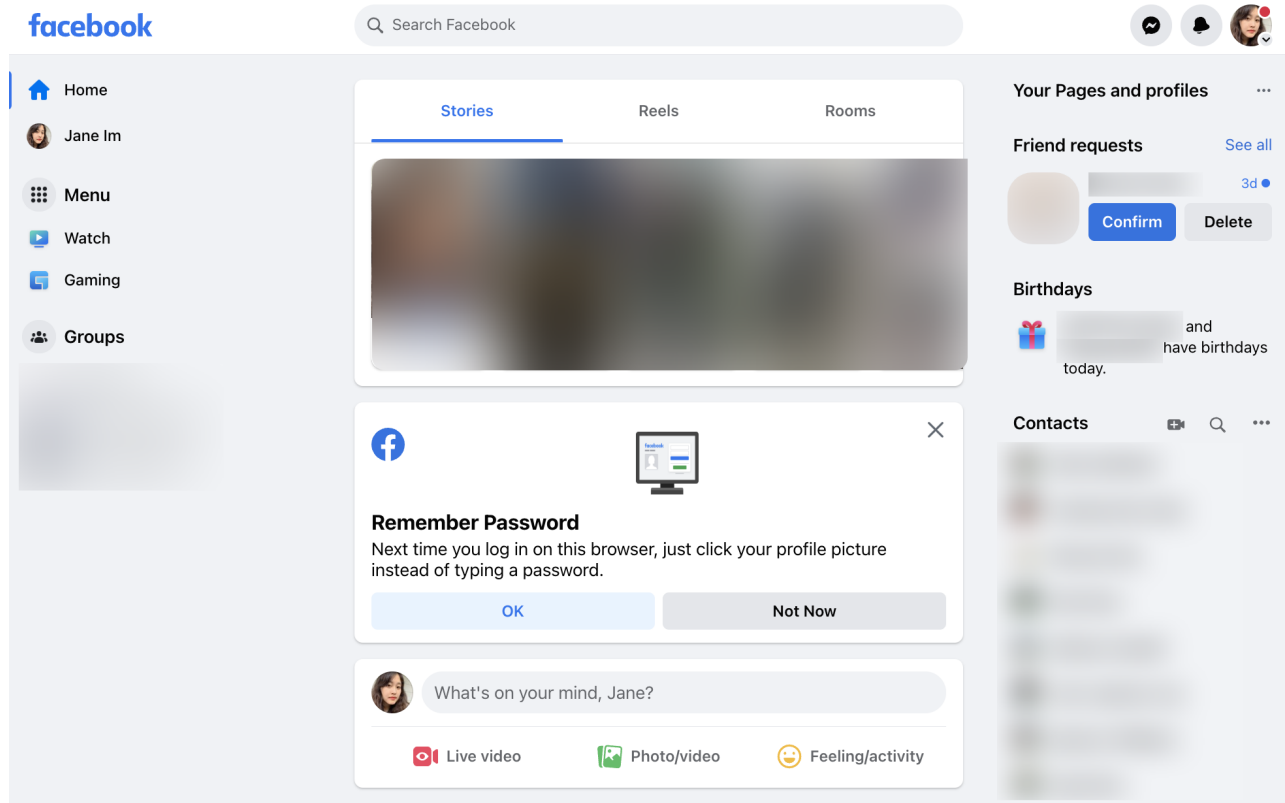 facebook
Search Facebook
Home
Jane Im
Menu
Watch
Gaming
Groups
Stories
Reels
Rooms
facebook
Remember Password
Next time you log in on this browser, just click your profile picture
instead of typing a password.
OK
Not Now
What's on your mind, Jane?
Live video
Photo/video
Feeling/activity
Your Pages and profiles
Friend requests
See all
3d
Confirm
Delete
Birthdays
and
have birthdays
today.
Contacts